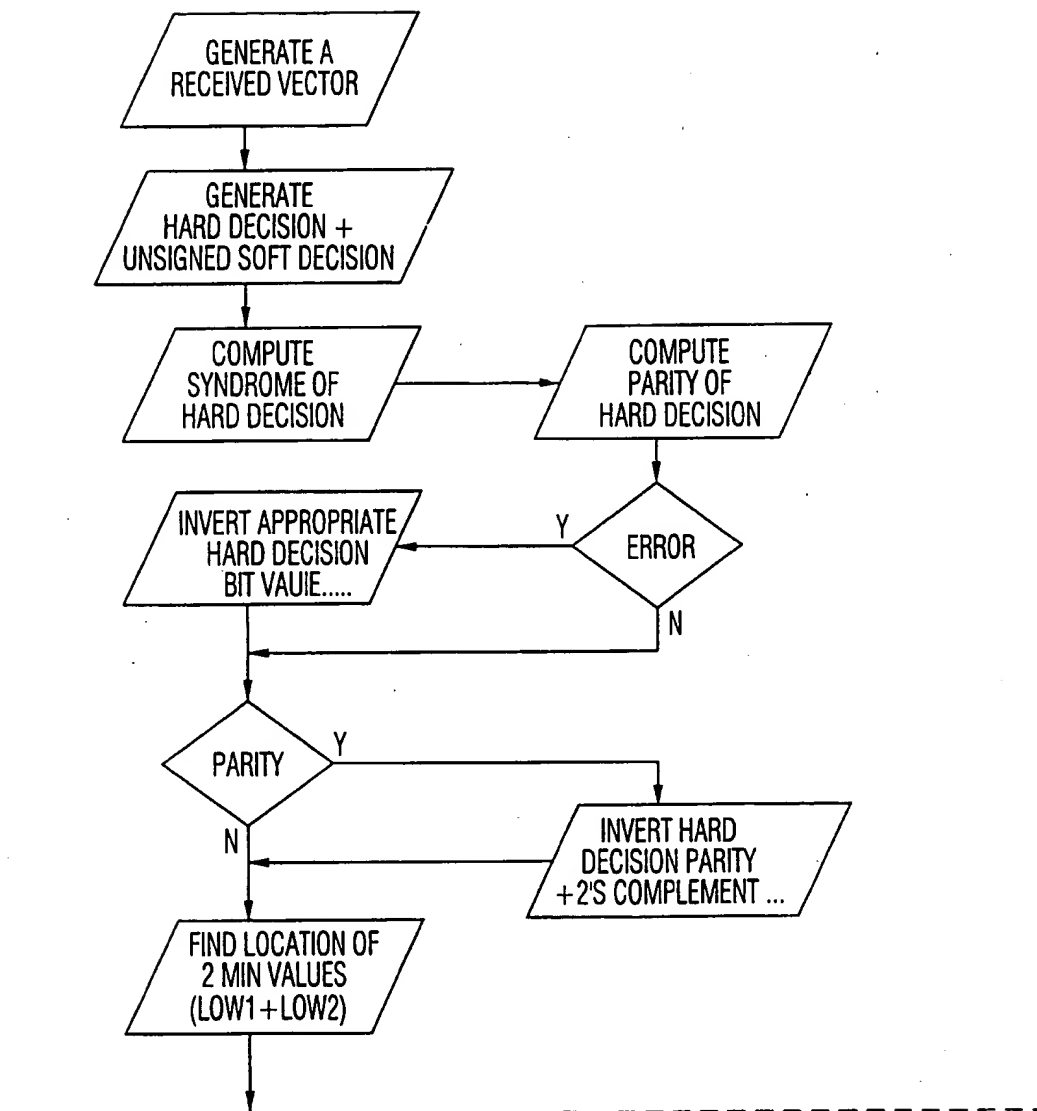 GENERATE A
RECEIVED VECTOR
GENERATE
HARD DECISION +
UNSIGNED SOFT DECISION
COMPUTE
SYNDROME OF
HARD DECISION
COMPUTE
PARITY OF
HARD DECISION
ERROR
Y
N
INVERT APPROPRIATE
HARD DECISION
BIT VAUIE.....
PARITY
Y
N
INVERT HARD
DECISION PARITY
+2'S COMPLEMENT ...
FIND LOCATION OF
2 MIN VALUES
(LOW1+LOW2)